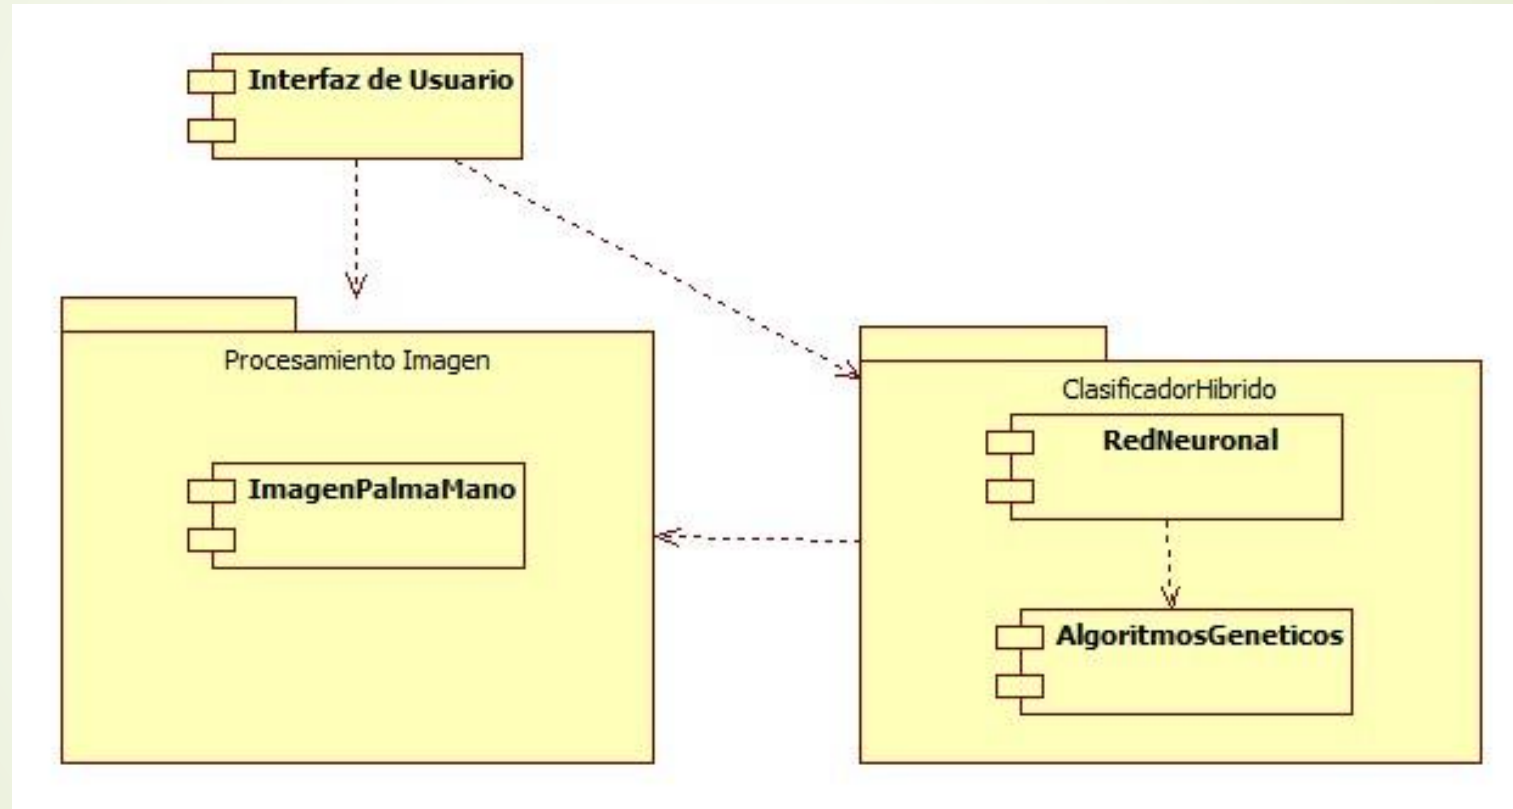 Interfaz de Usuario
Procesamiento Imagen
ImagenPalmaMano
ClasificadorHibrido
RedNeuronal
AlgoritmosGeneticos